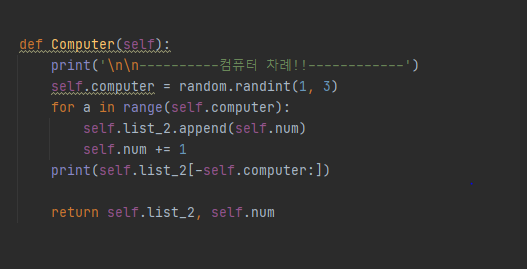 def Computer(self):
    print('\n\n----------컴퓨터 차례!!------------')
    self.computer = random.randint(1, 3)
    for a in range(self.computer):
        self.list_2.append(self.num)
        self.num += 1
    print(self.list_2[-self.computer:])
    return self.list_2, self.num